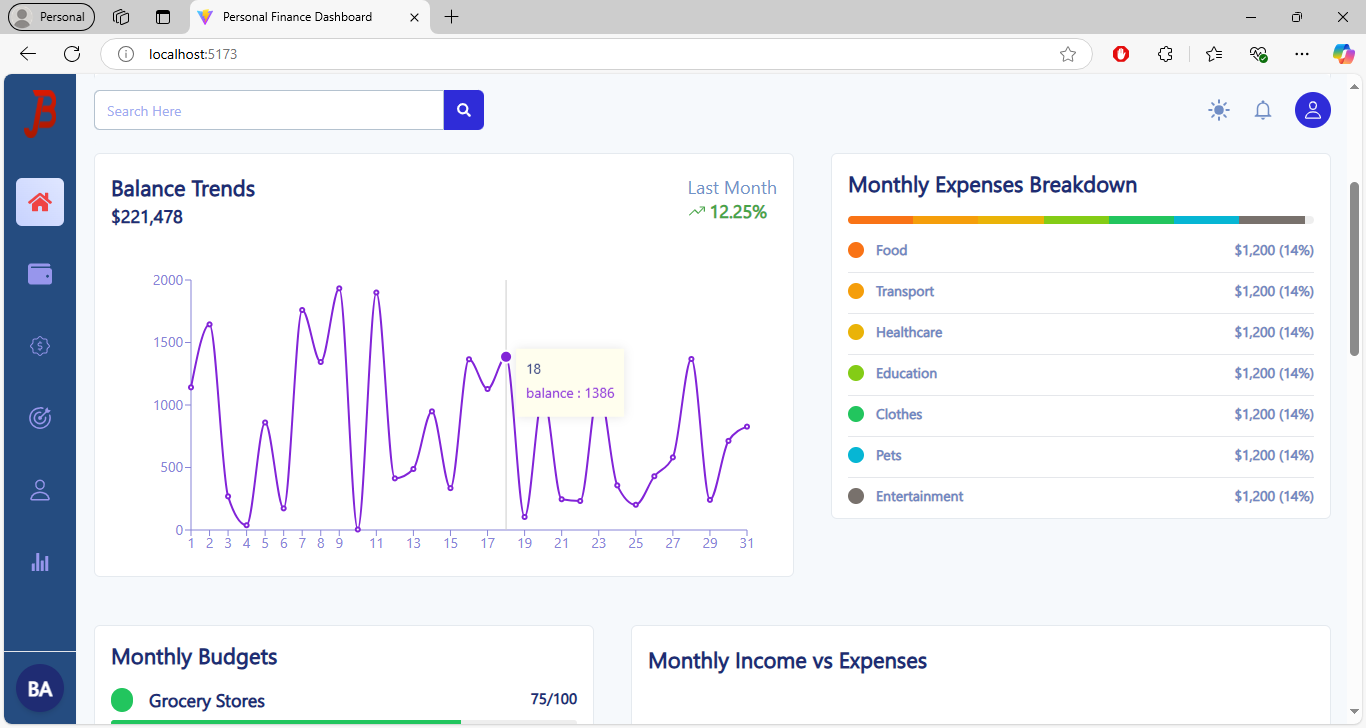 Personal
Personal Finance Dashboard
localhost:5173
B
Search Here
Balance Trends
$221,478
Last Month
12.25%
2000
1500
1000
500
0
1 2 3 4 5 6 7 8 9 11 13 15 17 19 21 23 25 27 29 31
18
balance : 1386
Monthly Expenses Breakdown
Food $1,200 (14%)
Transport $1,200 (14%)
Healthcare $1,200 (14%)
Education $1,200 (14%)
Clothes $1,200 (14%)
Pets $1,200 (14%)
Entertainment $1,200 (14%)
Monthly Budgets
Grocery Stores 75/100
Monthly Income vs Expenses
BA